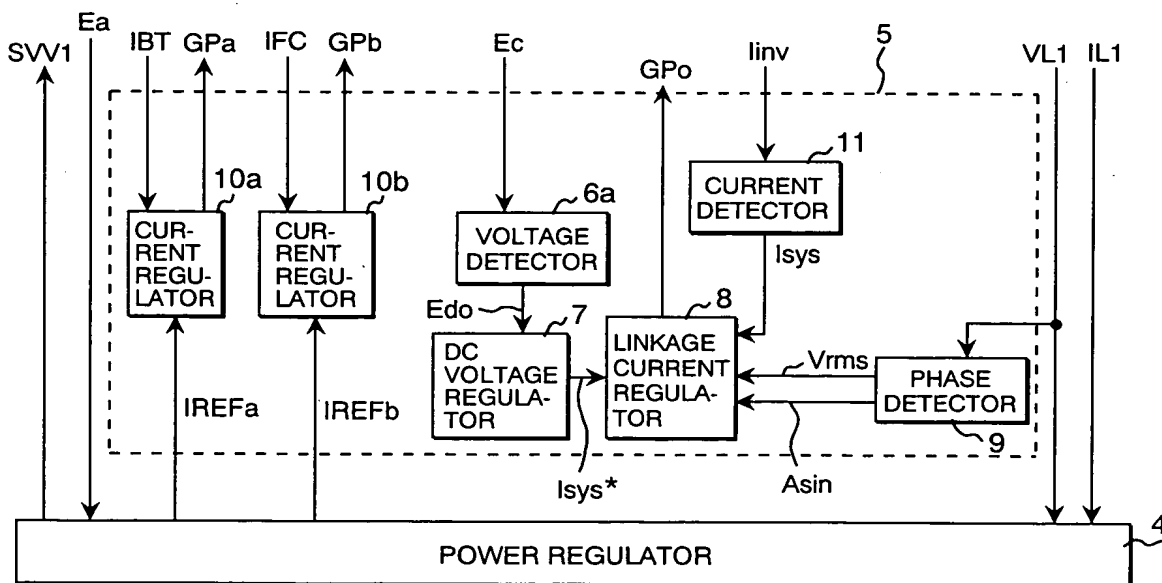 SVV1
Ea
IBT
GPa
IFC
GPb
Ec
GPo
Iinv
5
VL1
IL1
10a
CUR-
RENT
REGU-
LATOR
10b
CUR-
RENT
REGU-
LATOR
6a
VOLTAGE
DETECTOR
11
CURRENT
DETECTOR
Isys
Edo
7
DC
VOLTAGE
REGULA-
TOR
8
LINKAGE
CURRENT
REGULA-
TOR
Vrms
PHASE
DETECTOR
9
IREFa
IREFb
Isys*
Asin
POWER REGULATOR
4